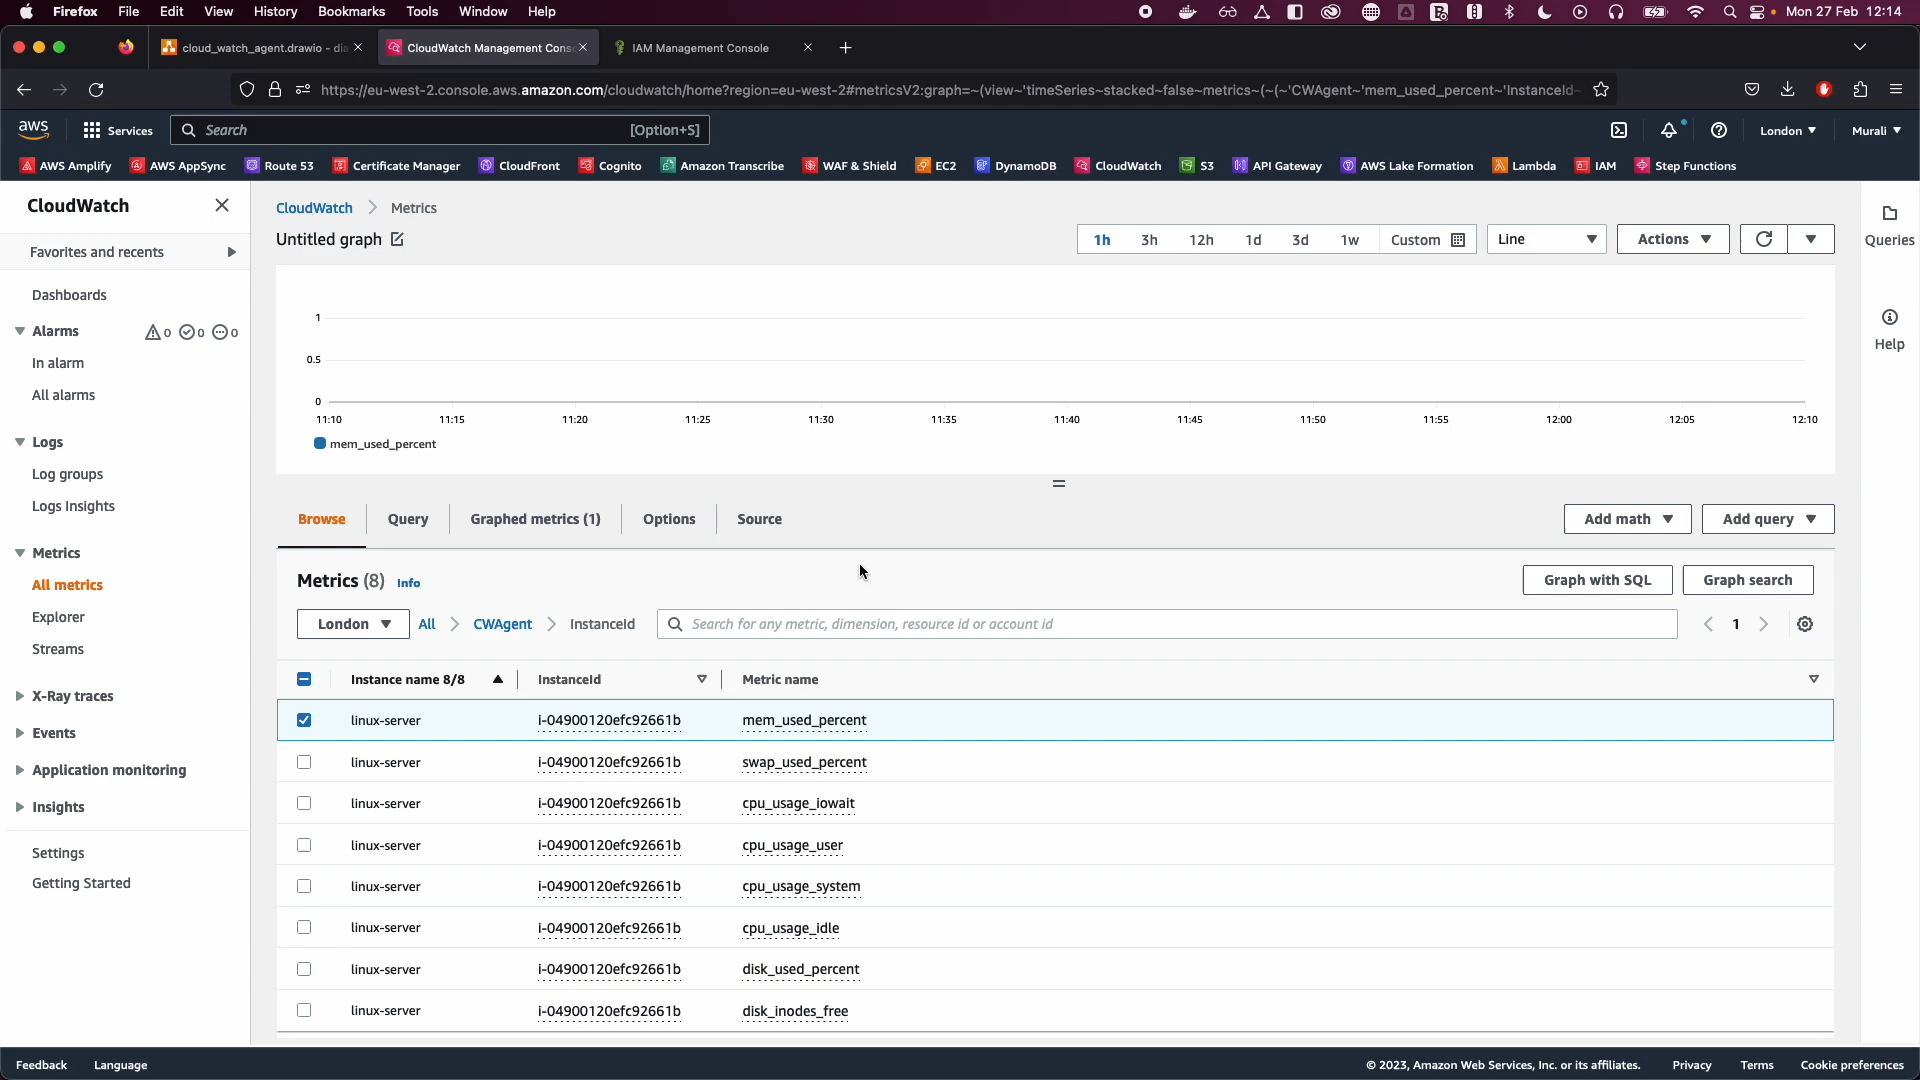 Firefox File Edit View History Bookmarks Tools Window Help Mon 27 Feb 12:14
cloud_watch_agent.drawio - dia CloudWatch Management Cons IAM Management Console
https://eu-west-2.console.aws.amazon.com/cloudwatch/home?region=eu-west-2#metricsV2:graph=~(view~'timeSeries~stacked~false~metrics~(~(~'CWAgent~'mem_used_percent~'InstanceId~
aws Services Search [Option+S] London Murali
AWS Amplify AWS AppSync Route 53 Certificate Manager CloudFront Cognito Amazon Transcribe WAF & Shield EC2 DynamoDB CloudWatch S3 API Gateway AWS Lake Formation Lambda IAM Step Functions
CloudWatch
Favorites and recents
Dashboards
Alarms 0 0 0
In alarm
All alarms
Logs
Log groups
Logs Insights
Metrics
All metrics
Explorer
Streams
X-Ray traces
Events
Application monitoring
Insights
Settings
Getting Started
CloudWatch Metrics
Untitled graph
1h 3h 12h 1d 3d 1w Custom Line Actions
1
0.5
0
11:10 11:15 11:20 11:25 11:30 11:35 11:40 11:45 11:50 11:55 12:00 12:05 12:10
mem_used_percent
Browse Query Graphed metrics (1) Options Source Add math Add query
Metrics (8) Info Graph with SQL Graph search
London All CWAgent InstanceId Search for any metric, dimension, resource id or account id 1
Instance name 8/8 InstanceId Metric name
linux-server i-04900120efc92661b mem_used_percent
linux-server i-04900120efc92661b swap_used_percent
linux-server i-04900120efc92661b cpu_usage_iowait
linux-server i-04900120efc92661b cpu_usage_user
linux-server i-04900120efc92661b cpu_usage_system
linux-server i-04900120efc92661b cpu_usage_idle
linux-server i-04900120efc92661b disk_used_percent
linux-server i-04900120efc92661b disk_inodes_free
Queries
Help
Feedback Language © 2023, Amazon Web Services, Inc. or its affiliates. Privacy Terms Cookie preferences